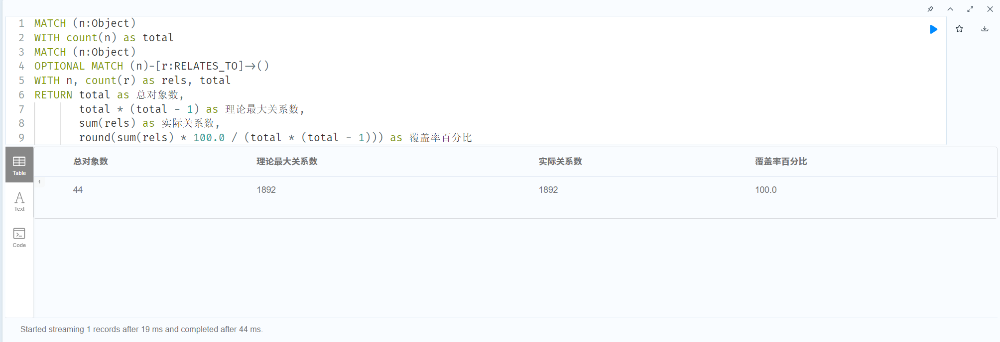 1 MATCH (n:Object)
2 WITH count(n) as total
3 MATCH (n:Object)
4 OPTIONAL MATCH (n)-[r:RELATES_TO]->()
5 WITH n, count(r) as rels, total
6 RETURN total as 总对象数,
7 total * (total - 1) as 理论最大关系数,
8 sum(rels) as 实际关系数,
9 round(sum(rels) * 100.0 / (total * (total - 1))) as 覆盖率百分比
总对象数 理论最大关系数 实际关系数 覆盖率百分比
Table
1
44 1892 1892 100.0
Text
Code
Started streaming 1 records after 19 ms and completed after 44 ms.